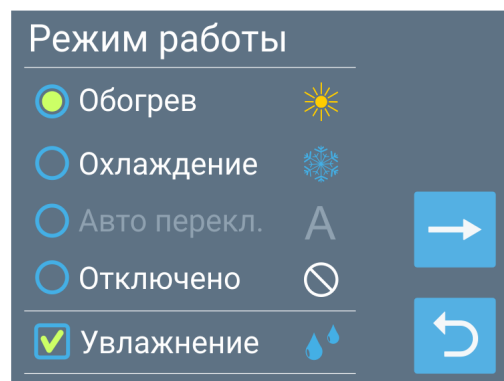 Режим работы
Обогрев
Охлаждение
Авто перекл. A
Отключено
Увлажнение